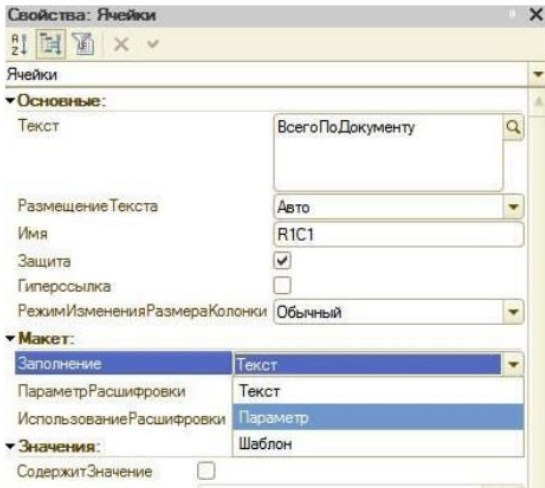 Свойства: Ячейки
Ячейки
Основные:
Текст ВсегоПоДокументу
РазмещениеТекста Авто
Имя R1C1
Защита
Гиперссылка
РежимИзмененияРазмераКолонки Обычный
Макет:
Заполнение Текст
ПараметрРасшифровки Текст
ИспользованиеРасшифровки Параметр
Значения: Шаблон
СодержитЗначение